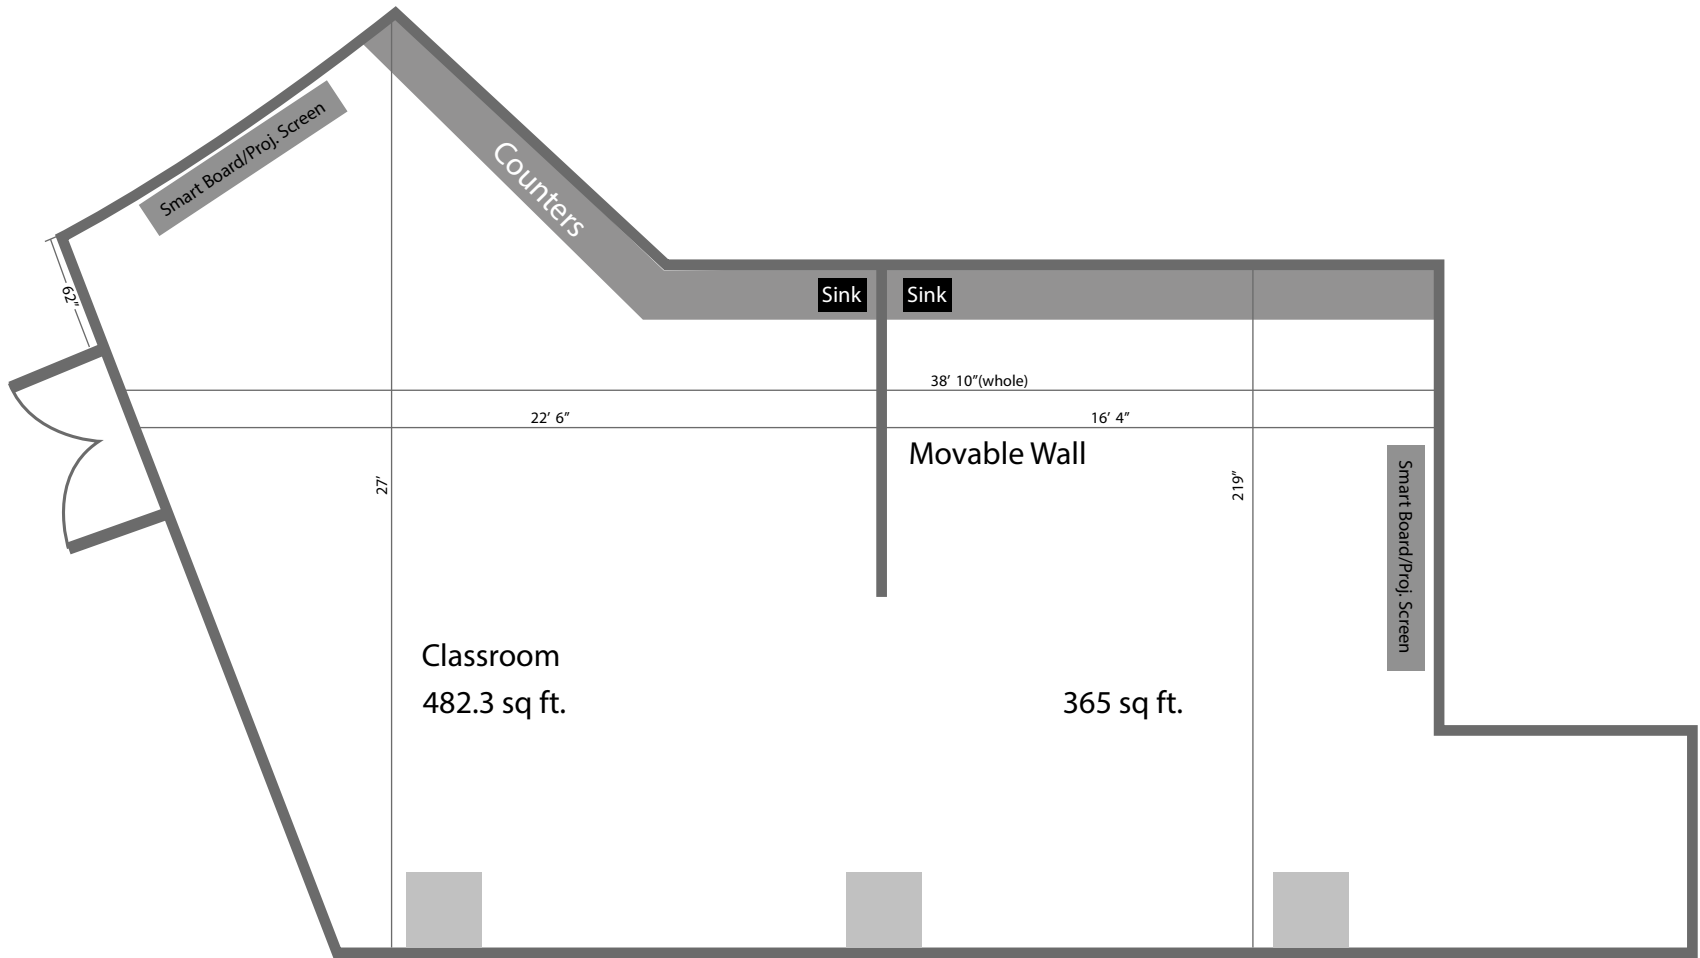 Smart Board/Proj. Screen
Counters
62”
Sink
Sink
38’ 10”(whole)
22’ 6”
16’ 4”
Movable Wall
27’
219”
Smart Board/Proj. Screen
Classroom
482.3 sq ft.
365 sq ft.